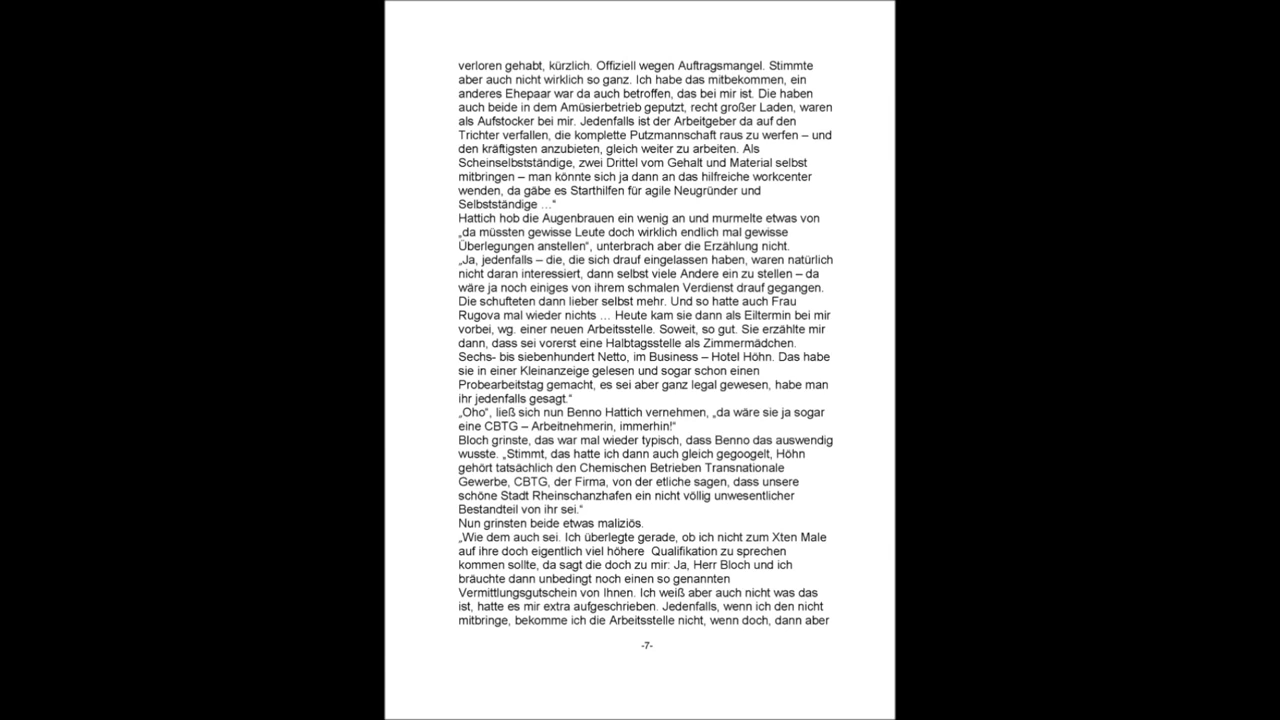 verloren gehabt, kürzlich. Offiziell wegen Auftragsmangel. Stimmte
aber auch nicht wirklich so ganz. Ich habe das mitbekommen, ein
anderes Ehepaar war da auch betroffen, das bei mir ist. Die haben
auch beide in dem Amüsierbetrieb geputzt, recht großer Laden, waren
als Aufstocker bei mir. Jedenfalls ist der Arbeitgeber da auf den
Trichter verfallen, die komplette Putzmannschaft raus zu werfen – und
den kräftigsten anzubieten, gleich weiter zu arbeiten. Als
Scheinselbstständige, zwei Drittel vom Gehalt und Material selbst
mitbringen – man könnte sich ja dann an das hilfreiche workcenter
wenden, da gäbe es Starthilfen für agile Neugründer und
Selbstständige …“
Hattich hob die Augenbrauen ein wenig an und murmelte etwas von
„da müssten gewisse Leute doch wirklich endlich mal gewisse
Überlegungen anstellen“, unterbrach aber die Erzählung nicht.
„Ja, jedenfalls – die, die sich drauf eingelassen haben, waren natürlich
nicht daran interessiert, dann selbst viele Andere ein zu stellen – da
wäre ja noch einiges von ihrem schmalen Verdienst drauf gegangen.
Die schufteten dann lieber selbst mehr. Und so hatte auch Frau
Rugova mal wieder nichts … Heute kam sie dann als Eiltermin bei mir
vorbei, wg. einer neuen Arbeitsstelle. Soweit, so gut. Sie erzählte mir
dann, dass sei vorerst eine Halbtagsstelle als Zimmermädchen.
Sechs- bis siebenhundert Netto, im Business – Hotel Höhn. Das habe
sie in einer Kleinanzeige gelesen und sogar schon einen
Probearbeitstag gemacht, es sei aber ganz legal gewesen, habe man
ihr jedenfalls gesagt.“
„Oho“, ließ sich nun Benno Hattich vernehmen, „da wäre sie ja sogar
eine CBTG – Arbeitnehmerin, immerhin!“
Bloch grinste, das war mal wieder typisch, dass Benno das auswendig
wusste. „Stimmt, das hatte ich dann auch gleich gegoogelt, Höhn
gehört tatsächlich den Chemischen Betrieben Transnationale
Gewerbe, CBTG, der Firma, von der etliche sagen, dass unsere
schöne Stadt Rheinschanzhafen ein nicht völlig unwesentlicher
Bestandteil von ihr sei.“
Nun grinsten beide etwas maliziös.
„Wie dem auch sei. Ich überlegte gerade, ob ich nicht zum Xten Male
auf ihre doch eigentlich viel höhere  Qualifikation zu sprechen
kommen sollte, da sagt die doch zu mir: Ja, Herr Bloch und ich
bräuchte dann unbedingt noch einen so genannten
Vermittlungsgutschein von Ihnen. Ich weiß aber auch nicht was das
ist, hatte es mir extra aufgeschrieben. Jedenfalls, wenn ich den nicht
mitbringe, bekomme ich die Arbeitsstelle nicht, wenn doch, dann aber
-7-